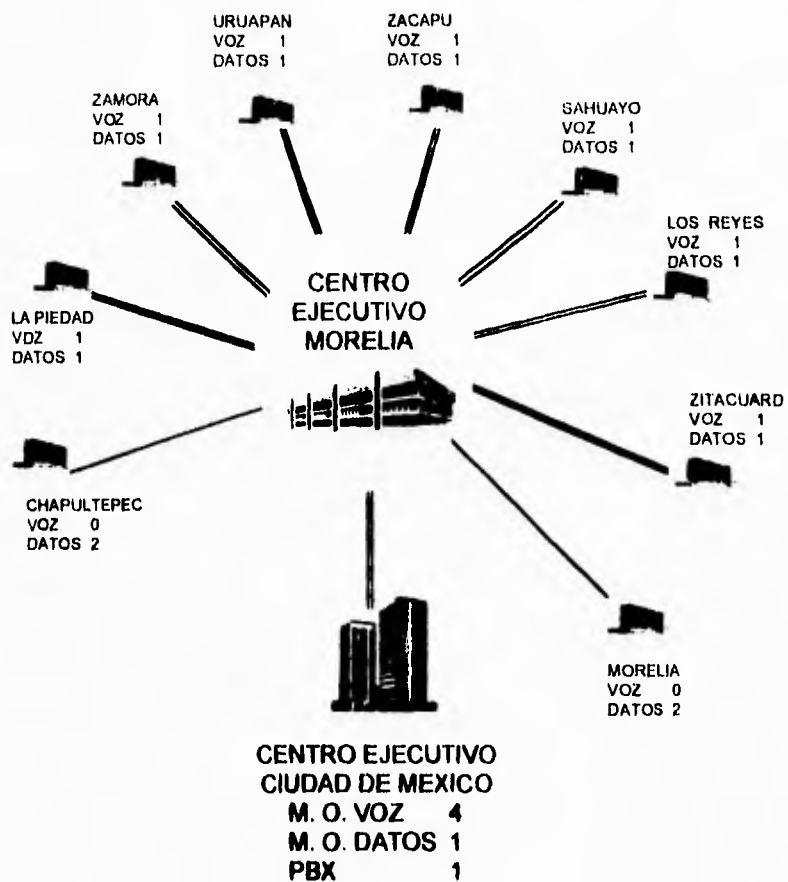 URUAPAN
VOZ 1
DATOS 1
ZACAPU
VOZ 1
DATOS 1
ZAMORA
VOZ 1
DATOS 1
SAHUAYO
VOZ 1
DATOS 1
LOS REYES
VOZ 1
DATOS 1
CENTRO
EJECUTIVO
MORELIA
LA PIEDAD
VOZ 1
DATOS 1
ZITACUARO
VOZ 1
DATOS 1
CHAPULTEPEC
VOZ 0
DATOS 2
MORELIA
VOZ 0
DATOS 2
CENTRO EJECUTIVO
CIUDAD DE MEXICO
M. O. VOZ 4
M. O. DATOS 1
PBX 1